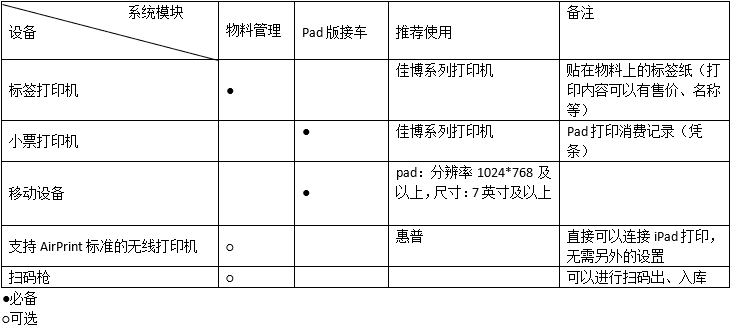 系统模块
设备
物料管理
Pad 版接车
推荐使用
备注
标签打印机
●
佳博系列打印机
贴在物料上的标签纸（打
印内容可以有售价、名称
等）
小票打印机
●
佳博系列打印机
Pad 打印消费记录（凭
条）
移动设备
●
pad：分辨率 1024*768 及
以上，尺寸：7 英寸及以上
支持 AirPrint 标准的无线打印机
○
惠普
直接可以连接 iPad 打印，
无需另外的设置
扫码枪
○
可以进行扫码出、入库
●必备
○可选